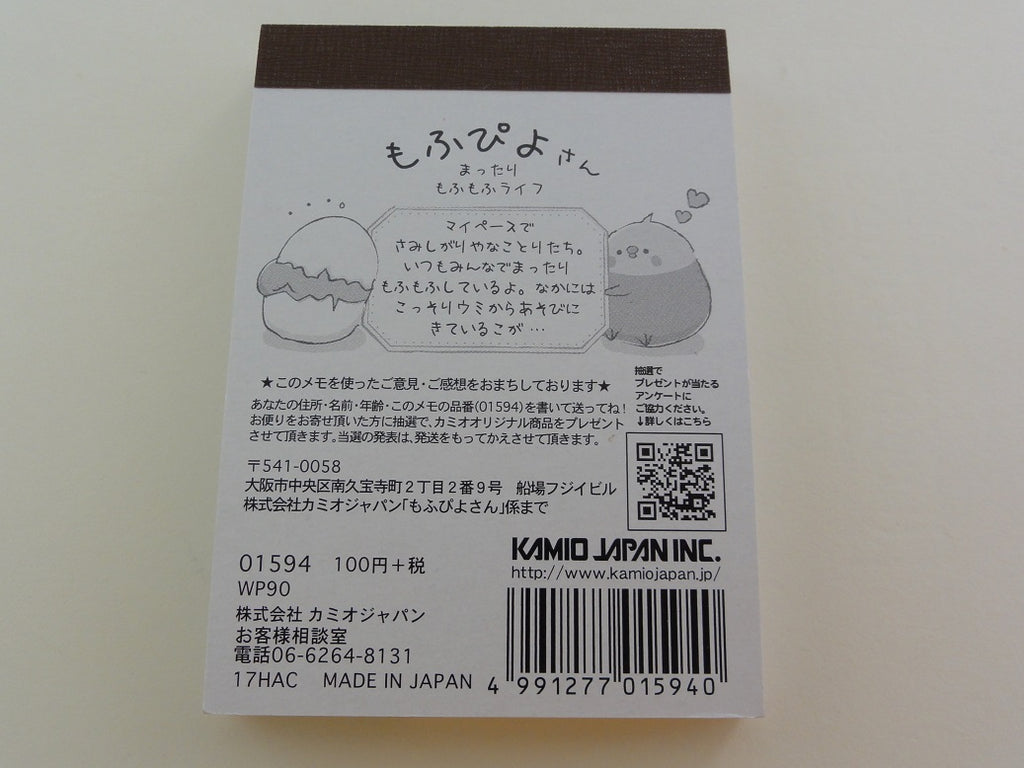 もふぴよさん
まったり
もふもふライフ
マイペースで
さみしがりやなことりたち。
いつもみんなでまったり
もふもふしているよ。なかには
こっそりウミからあそびに
きているこが…
★このメモを使ったご意見・ご感想をおまちしております★
あなたの住所・名前・年齢・このメモの品番(01594)を書いて送ってね!
お便りをお寄せ頂いた方に抽選で、カミオオリジナル商品をプレゼント
させて頂きます。当選の発表は、発送をもってかえさせて頂きます。
抽選で
プレゼントが当たる
アンケートに
ご協力ください。
↓詳しくはこちら
〒541-0058
大阪市中央区南久宝寺町2丁目2番9号 船場フジイビル
株式会社カミオジャパン「もふぴよさん」係まで
KAMIO JAPAN INC.
http://www.kamiojapan.jp/
01594 100円+税
WP90
株式会社 カミオジャパン
お客様相談室
電話06-6264-8131
17HAC MADE IN JAPAN
4 991277 015940